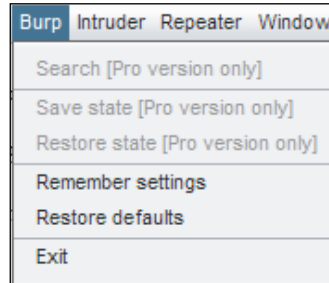 Burp Intruder Repeater Window
Search [Pro version only]
Save state [Pro version only]
Restore state [Pro version only]
Remember settings
Restore defaults
Exit